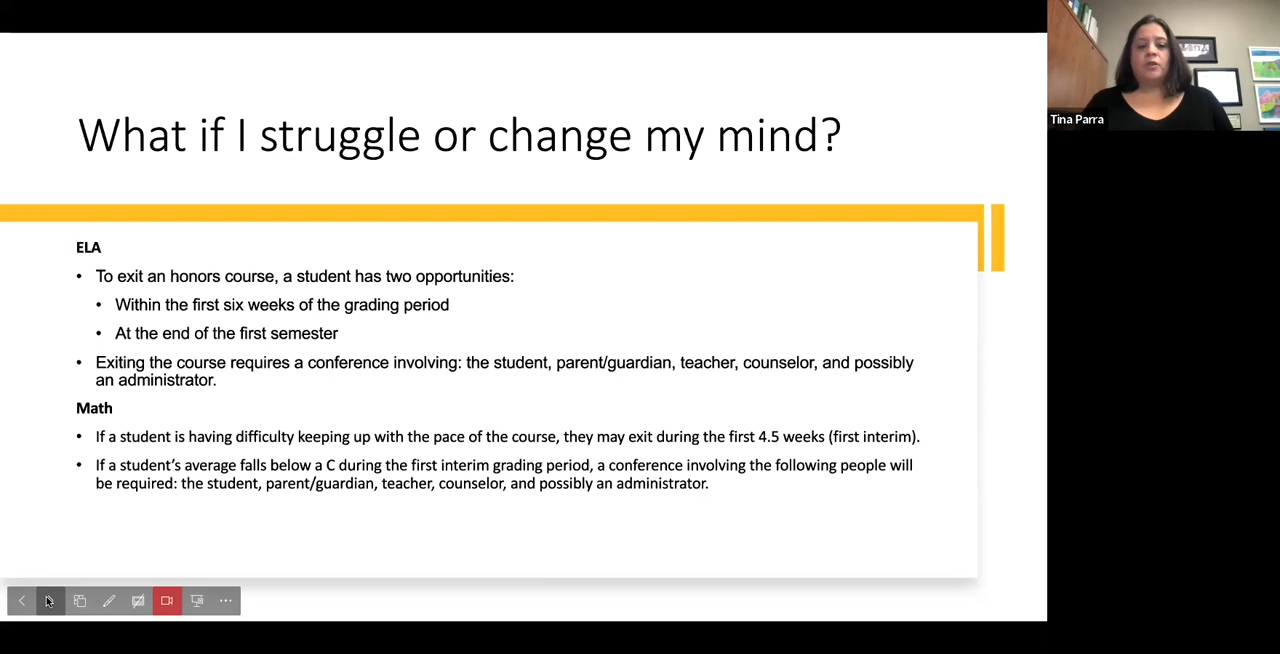 What if I struggle or change my mind?
Tina Parra
ELA
• To exit an honors course, a student has two opportunities:
• Within the first six weeks of the grading period
• At the end of the first semester
• Exiting the course requires a conference involving: the student, parent/guardian, teacher, counselor, and possibly
an administrator.
Math
• If a student is having difficulty keeping up with the pace of the course, they may exit during the first 4.5 weeks (first interim).
• If a student’s average falls below a C during the first interim grading period, a conference involving the following people will
be required: the student, parent/guardian, teacher, counselor, and possibly an administrator.